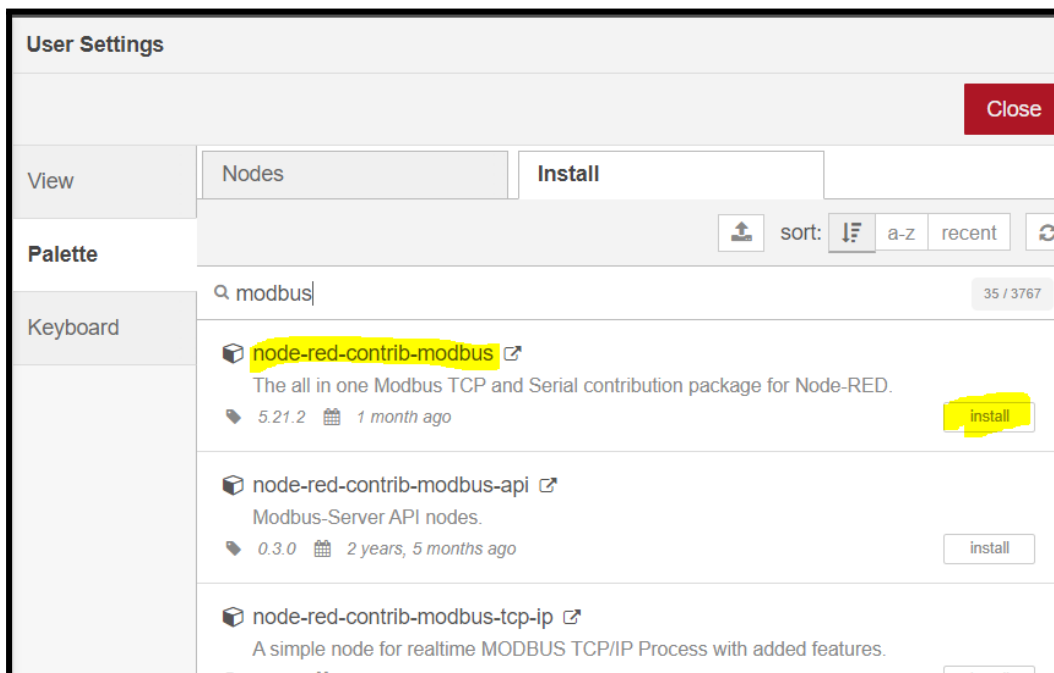 User Settings
Close
View
Palette
Keyboard
Nodes
Install
sort: a-z recent
modbus
35 / 3767
node-red-contrib-modbus
The all in one Modbus TCP and Serial contribution package for Node-RED.
5.21.2 1 month ago
install
node-red-contrib-modbus-api
Modbus-Server API nodes.
0.3.0 2 years, 5 months ago
install
node-red-contrib-modbus-tcp-ip
A simple node for realtime MODBUS TCP/IP Process with added features.